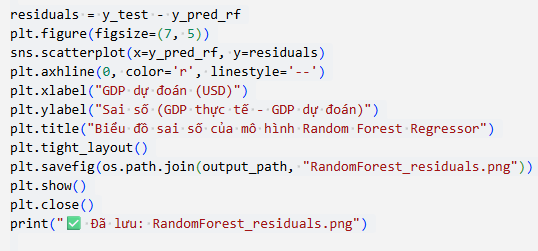 residuals = y_test - y_pred_rf
plt.figure(figsize=(7, 5))
sns.scatterplot(x=y_pred_rf, y=residuals)
plt.axhline(0, color='r', linestyle='--')
plt.xlabel("GDP dự đoán (USD)")
plt.ylabel("Sai số (GDP thực tế - GDP dự đoán)")
plt.title("Biểu đồ sai số của mô hình Random Forest Regressor")
plt.tight_layout()
plt.savefig(os.path.join(output_path, "RandomForest_residuals.png"))
plt.show()
plt.close()
print("✅ Đã lưu: RandomForest_residuals.png")